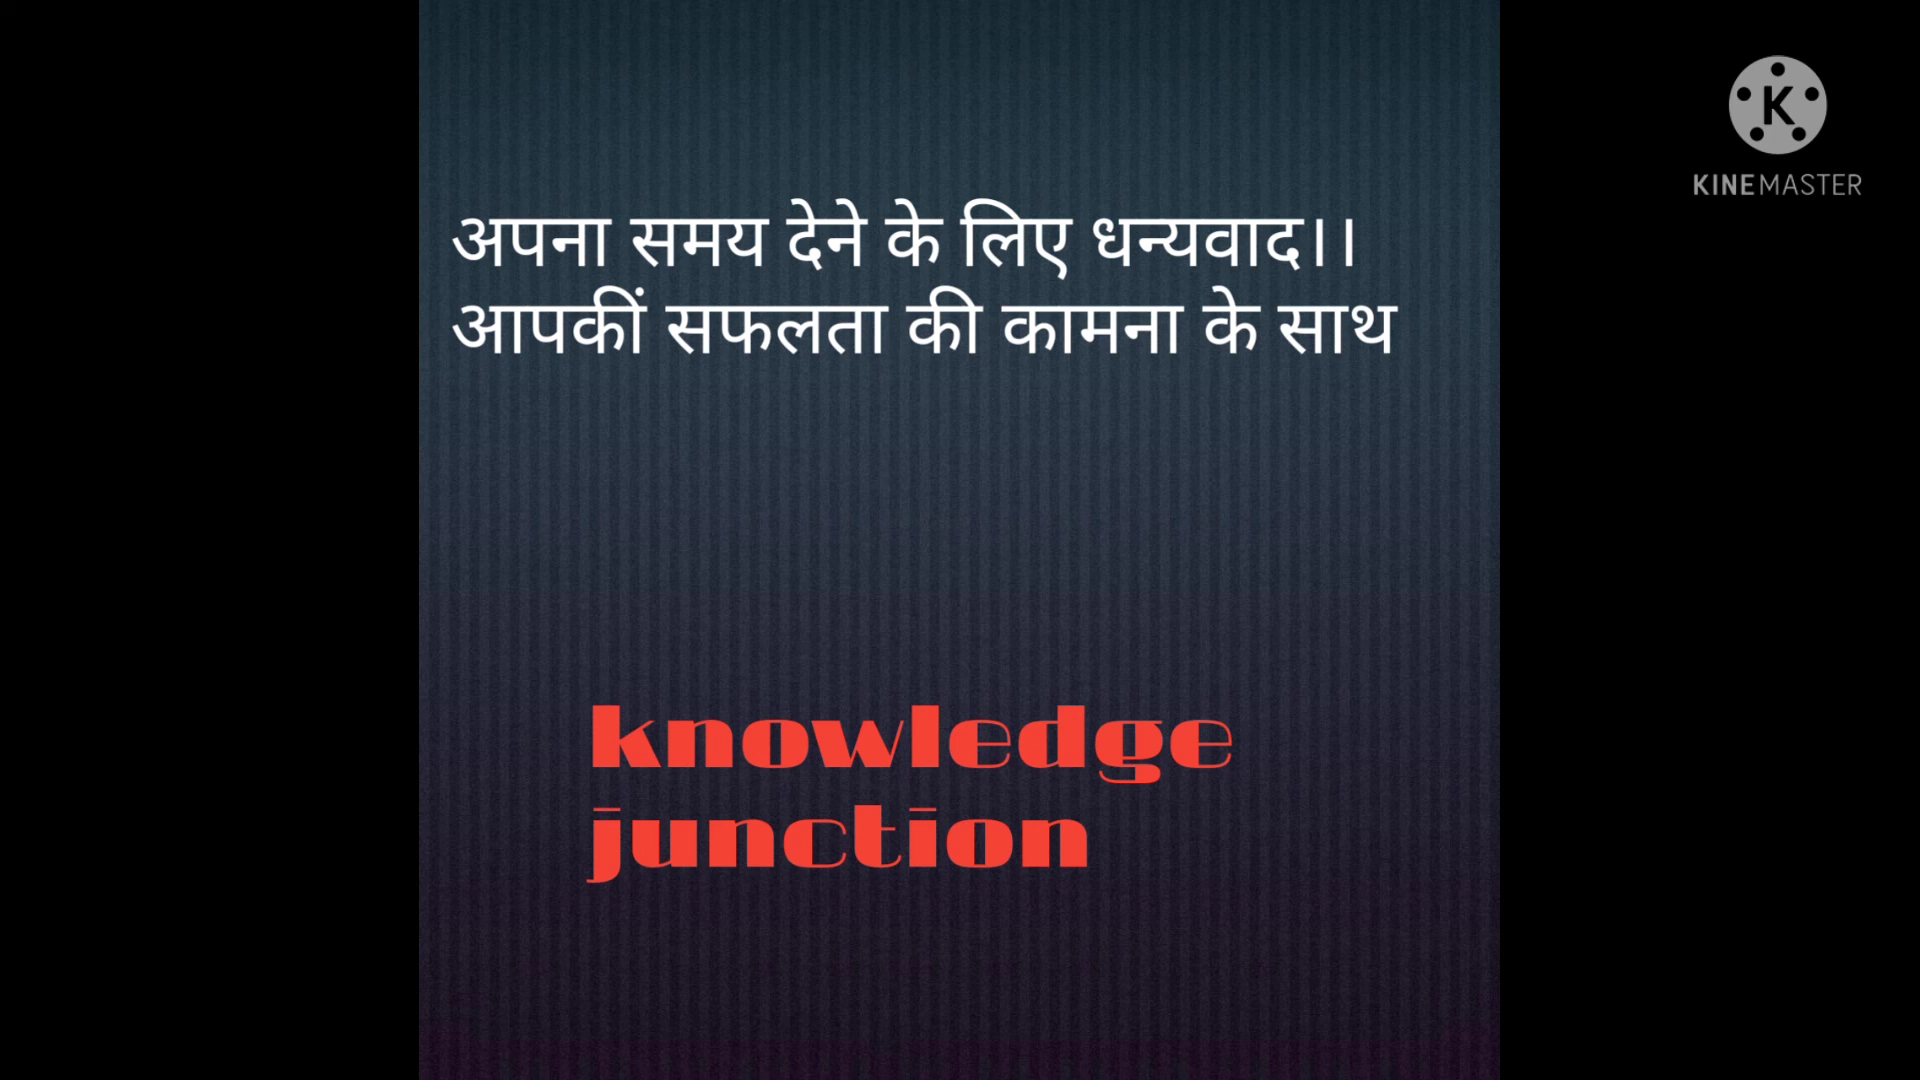 अपना समय देने के लिए धन्यवाद।।
आपकीं सफलता की कामना के साथ
knowledge
junction
K
KINEMASTER